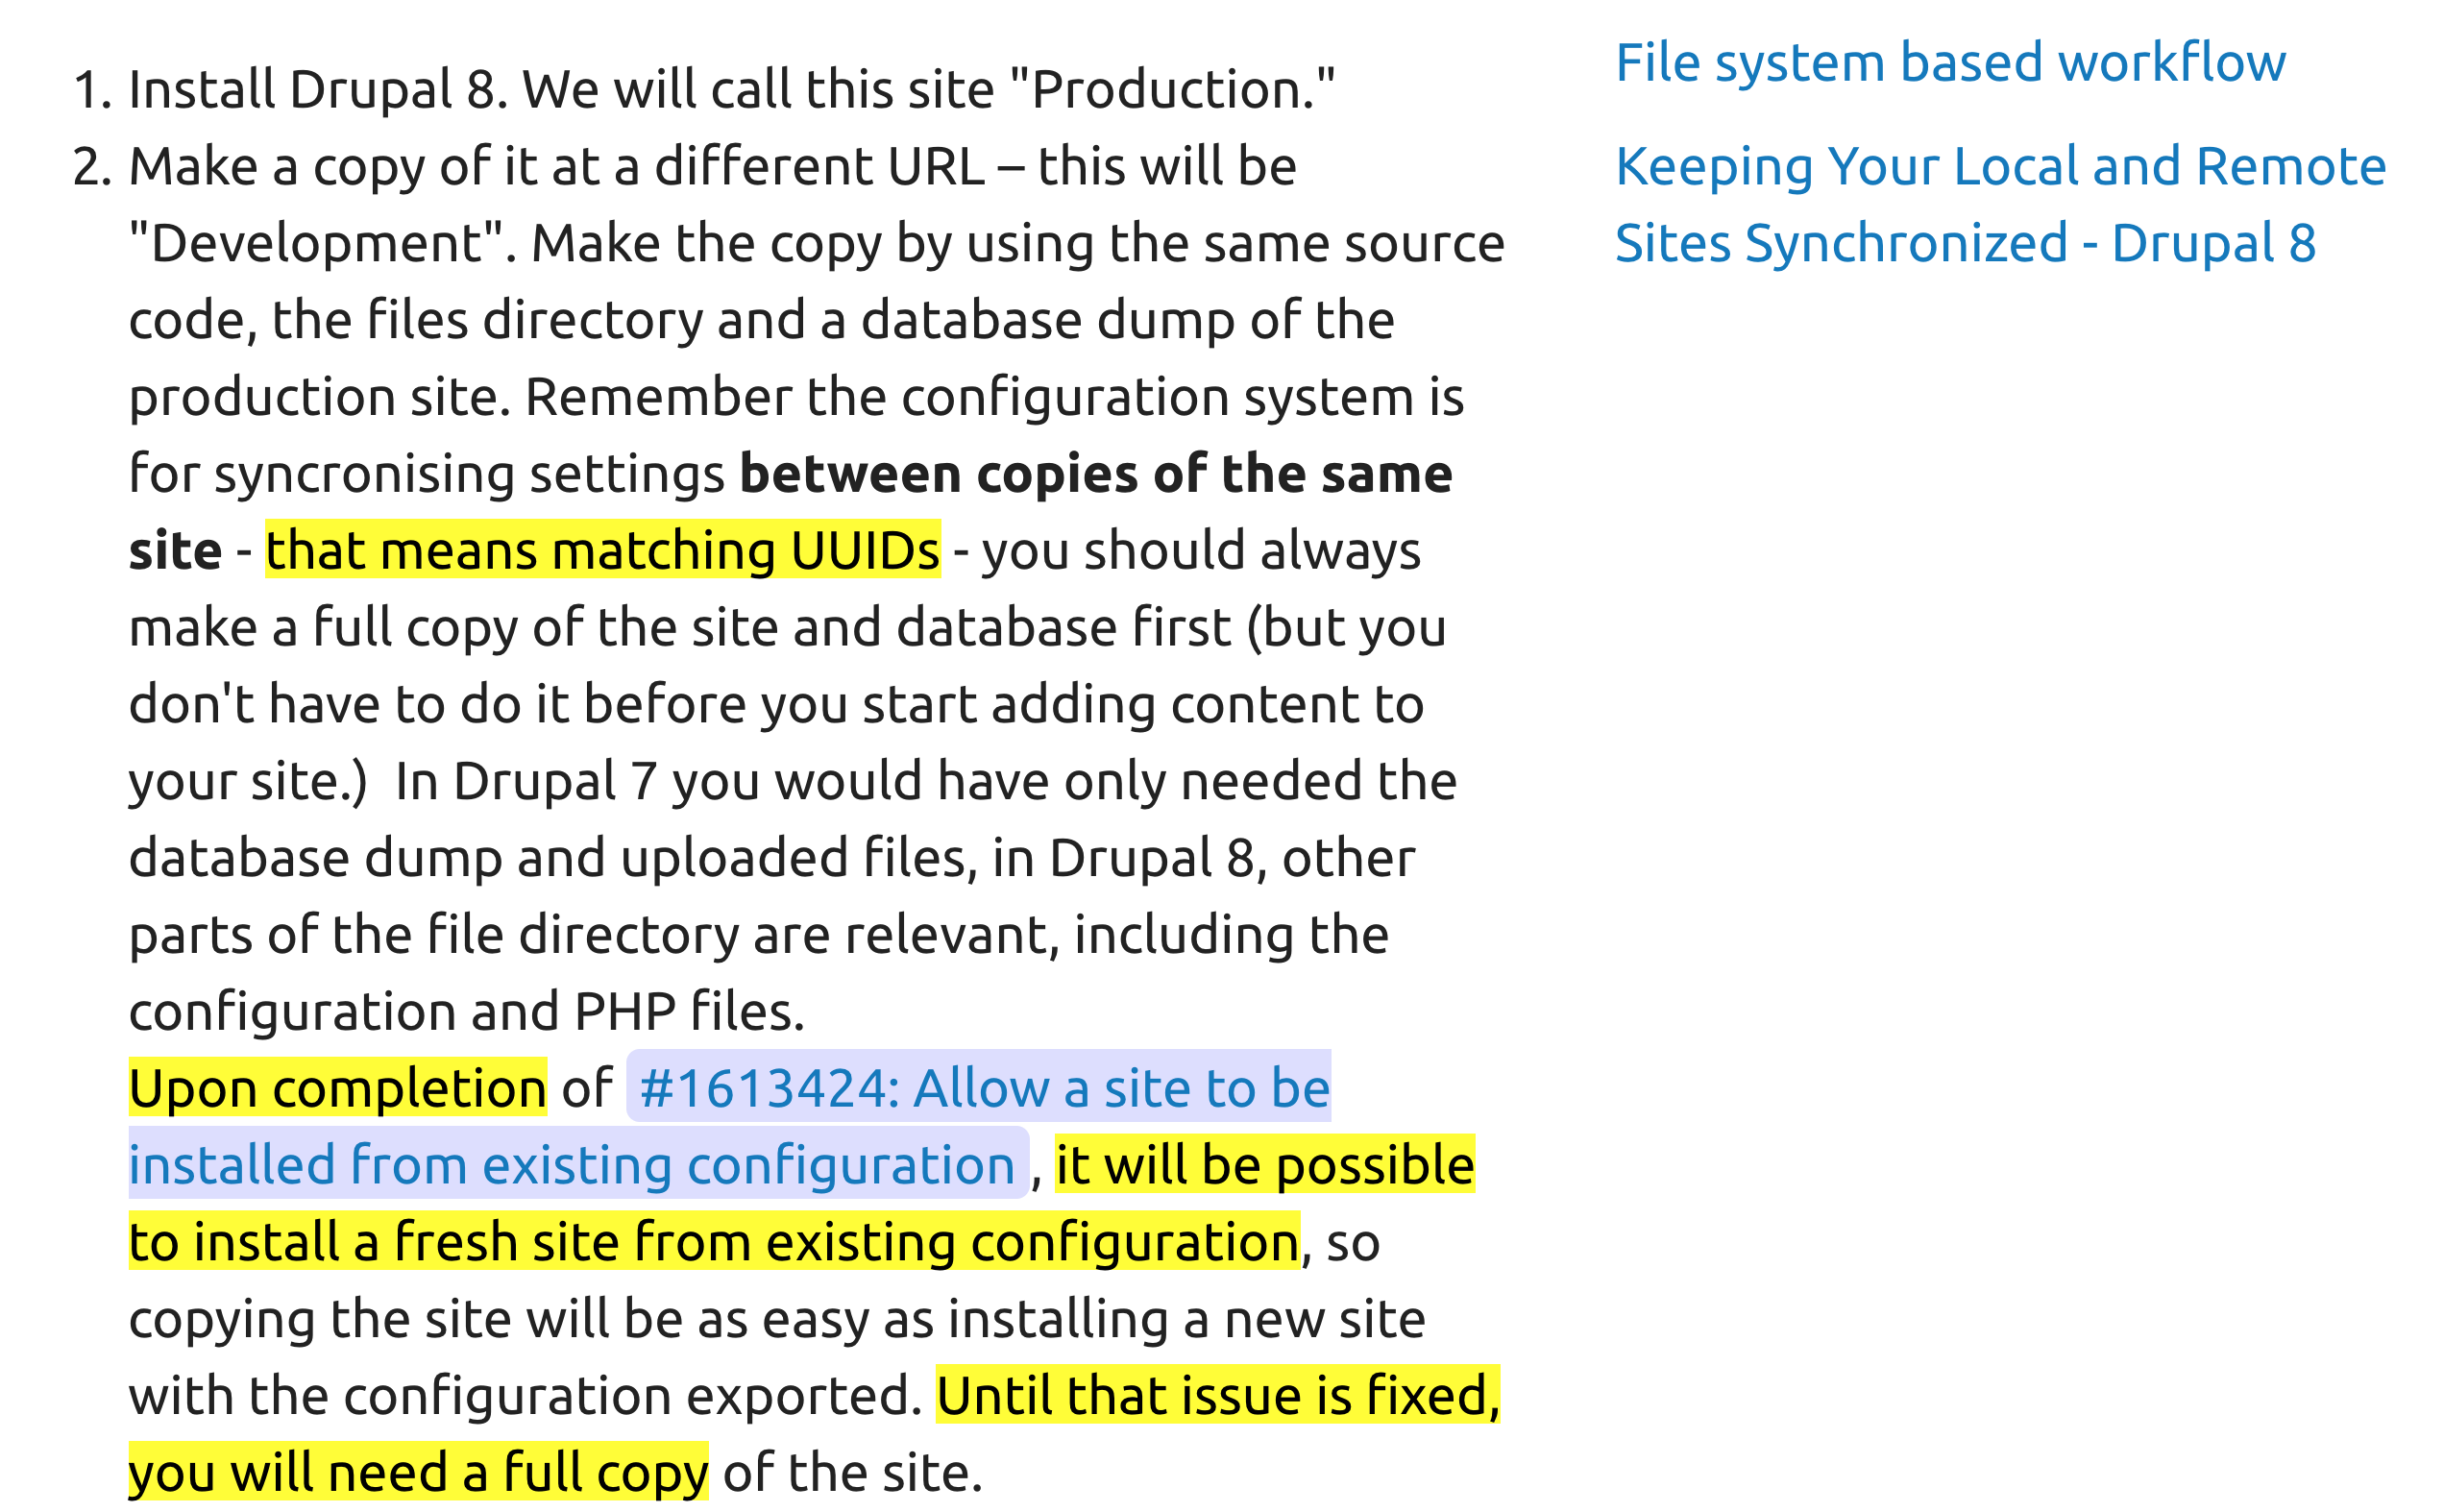 1. Install Drupal 8. We will call this site "Production."
2. Make a copy of it at a different URL – this will be
"Development". Make the copy by using the same source
code, the files directory and a database dump of the
production site. Remember the configuration system is
for syncronising settings between copies of the same
site - that means matching UUIDs - you should always
make a full copy of the site and database first (but you
don't have to do it before you start adding content to
your site.)  In Drupal 7 you would have only needed the
database dump and uploaded files, in Drupal 8, other
parts of the file directory are relevant, including the
configuration and PHP files.
Upon completion of #1613424: Allow a site to be
installed from existing configuration , it will be possible
to install a fresh site from existing configuration, so
copying the site will be as easy as installing a new site
with the configuration exported. Until that issue is fixed,
you will need a full copy of the site.
File system based workflow
Keeping Your Local and Remote
Sites Synchronized - Drupal 8